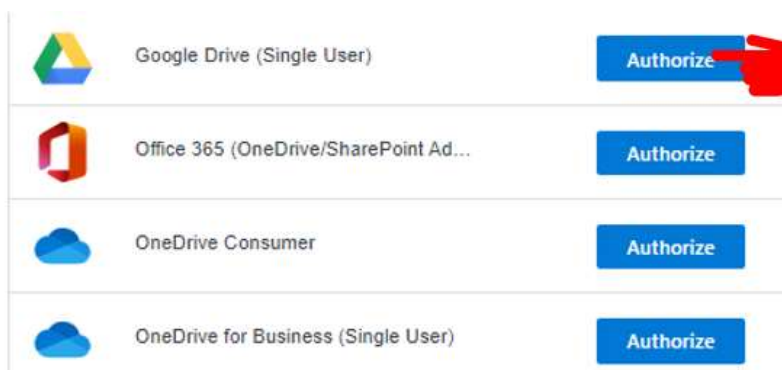 Google Drive (Single User) Authorize
Office 365 (OneDrive/SharePoint Ad... Authorize
OneDrive Consumer Authorize
OneDrive for Business (Single User) Authorize